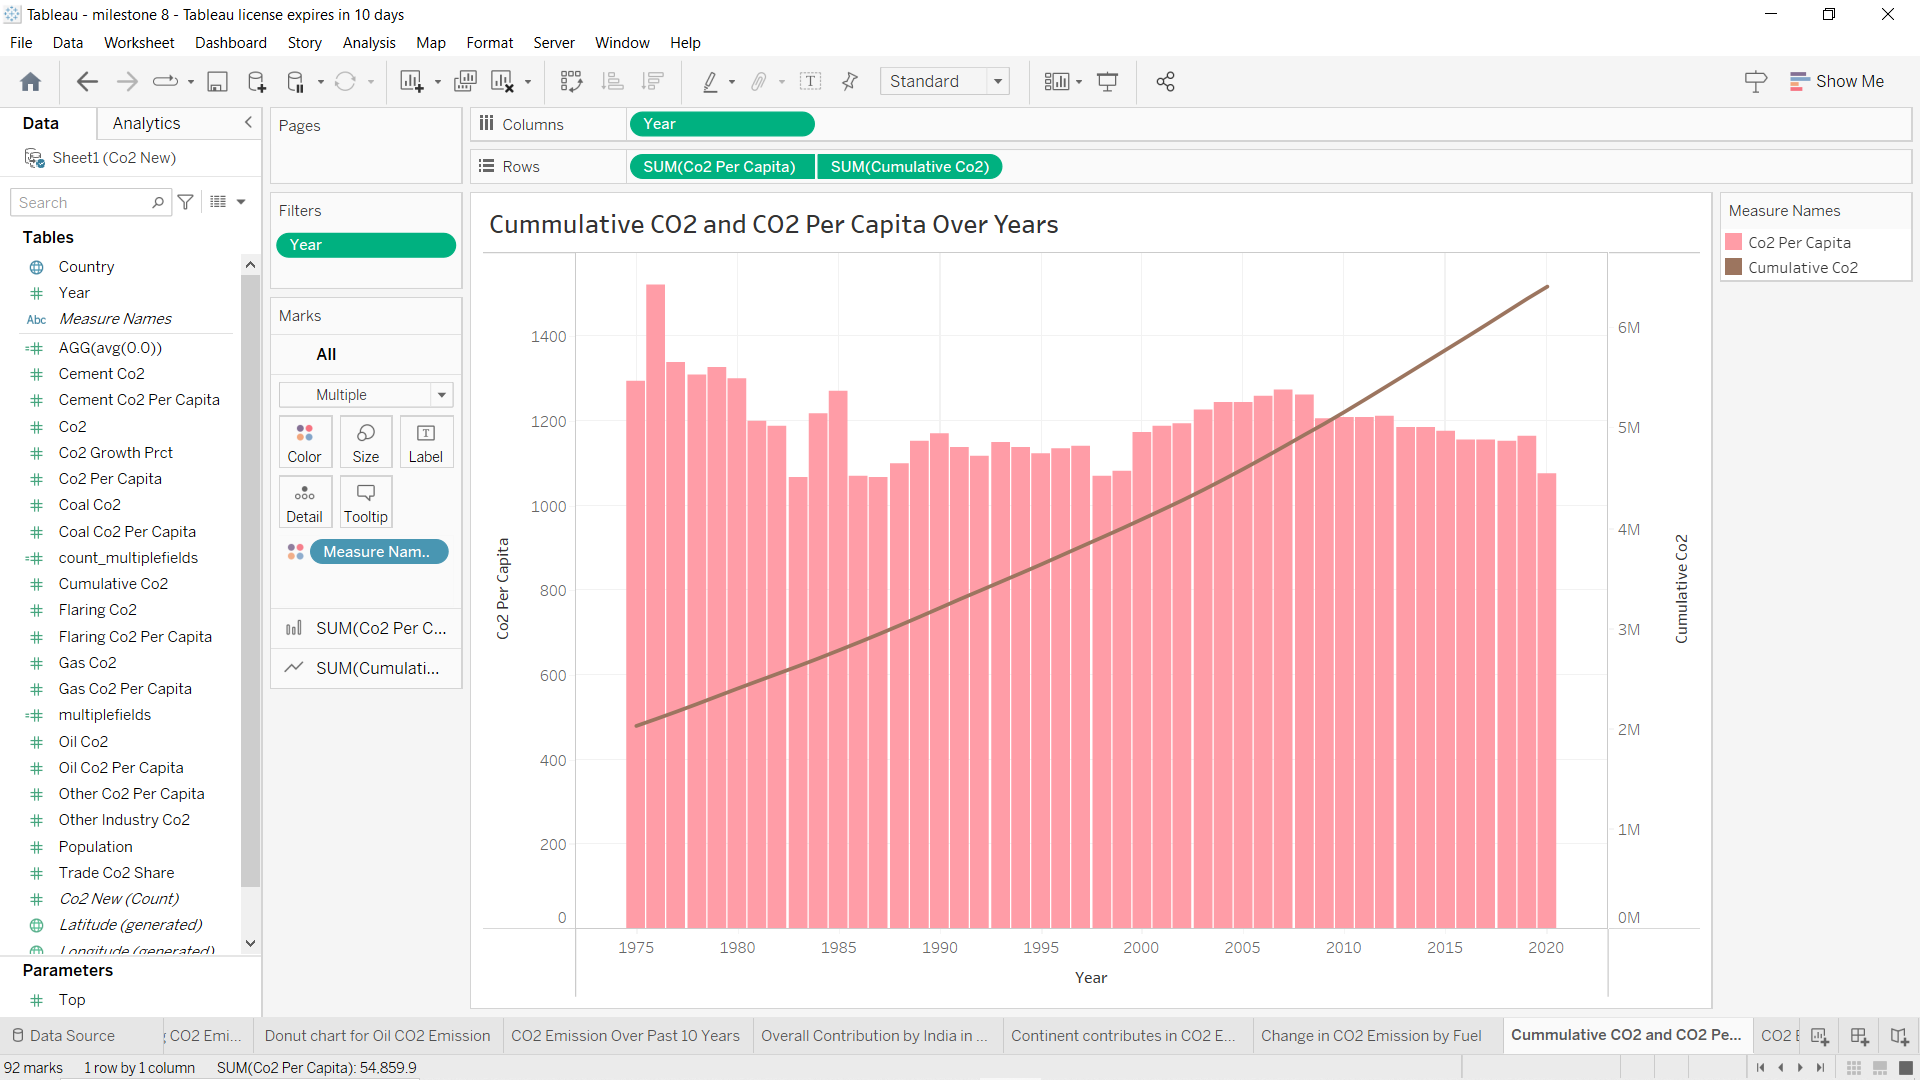 Tableau - milestone 8 - Tableau license expires in 10 days
File Data Worksheet Dashboard Story Analysis Map Format Server Window Help
Standard
Show Me
Data Analytics
Sheet1 (Co2 New)
Search
Tables
Country
Year
Abc Measure Names
AGG(avg(0.0))
Cement Co2
Cement Co2 Per Capita
Co2
Co2 Growth Prct
Co2 Per Capita
Coal Co2
Coal Co2 Per Capita
count_multiplefields
Cumulative Co2
Flaring Co2
Flaring Co2 Per Capita
Gas Co2
Gas Co2 Per Capita
multiplefields
Oil Co2
Oil Co2 Per Capita
Other Co2 Per Capita
Other Industry Co2
Population
Trade Co2 Share
Co2 New (Count)
Latitude (generated)
Longitude (generated)
Parameters
Top
Pages
Filters
Year
Marks
All
Multiple
Color Size Label
Detail Tooltip
Measure Nam..
SUM(Co2 Per C...
SUM(Cumulati...
Columns Year
Rows SUM(Co2 Per Capita) SUM(Cumulative Co2)
Cummulative CO2 and CO2 Per Capita Over Years
Co2 Per Capita
1400
1200
1000
800
600
400
200
0
6M
5M
4M
3M
2M
1M
0M
Cumulative Co2
1975 1980 1985 1990 1995 2000 2005 2010 2015 2020
Year
Measure Names
Co2 Per Capita
Cumulative Co2
Data Source CO2 Emi... Donut chart for Oil CO2 Emission CO2 Emission Over Past 10 Years Overall Contribution by India in ... Continent contributes in CO2 E... Change in CO2 Emission by Fuel Cummulative CO2 and CO2 Pe... CO2
92 marks 1 row by 1 column SUM(Co2 Per Capita): 54,859.9